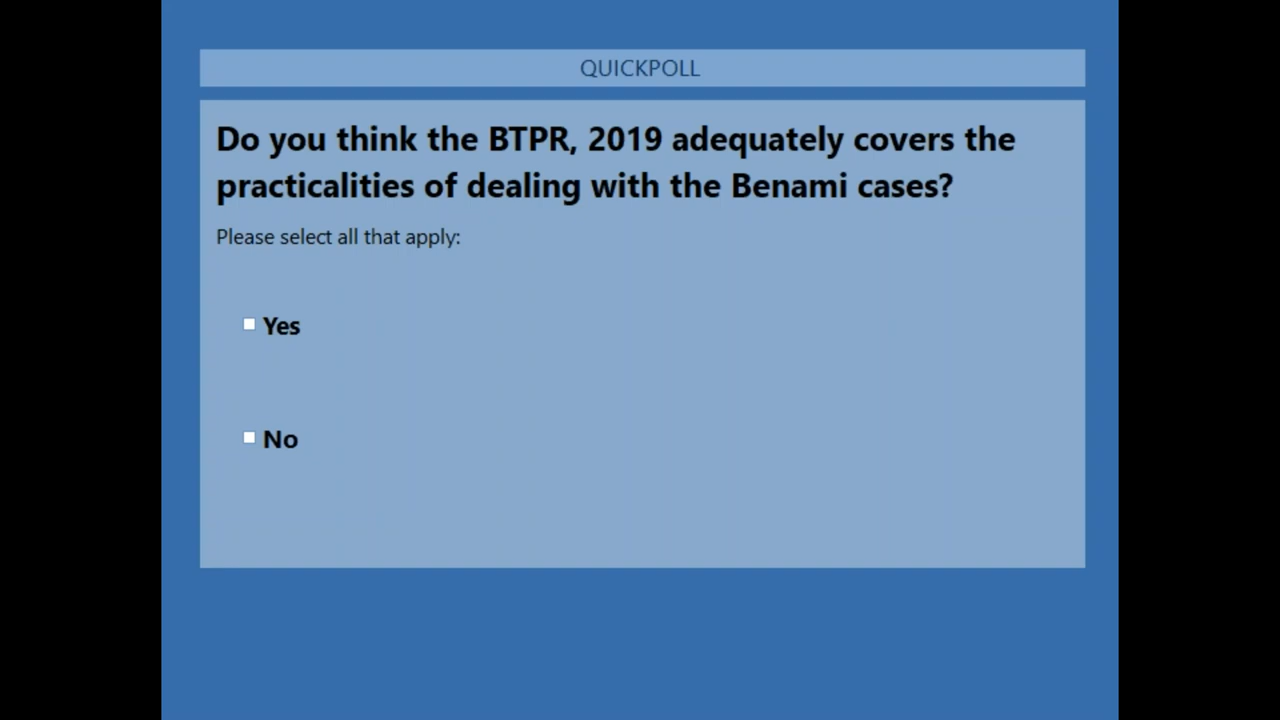 QUICKPOLL
Do you think the BTPR, 2019 adequately covers the
practicalities of dealing with the Benami cases?
Please select all that apply:
Yes
No